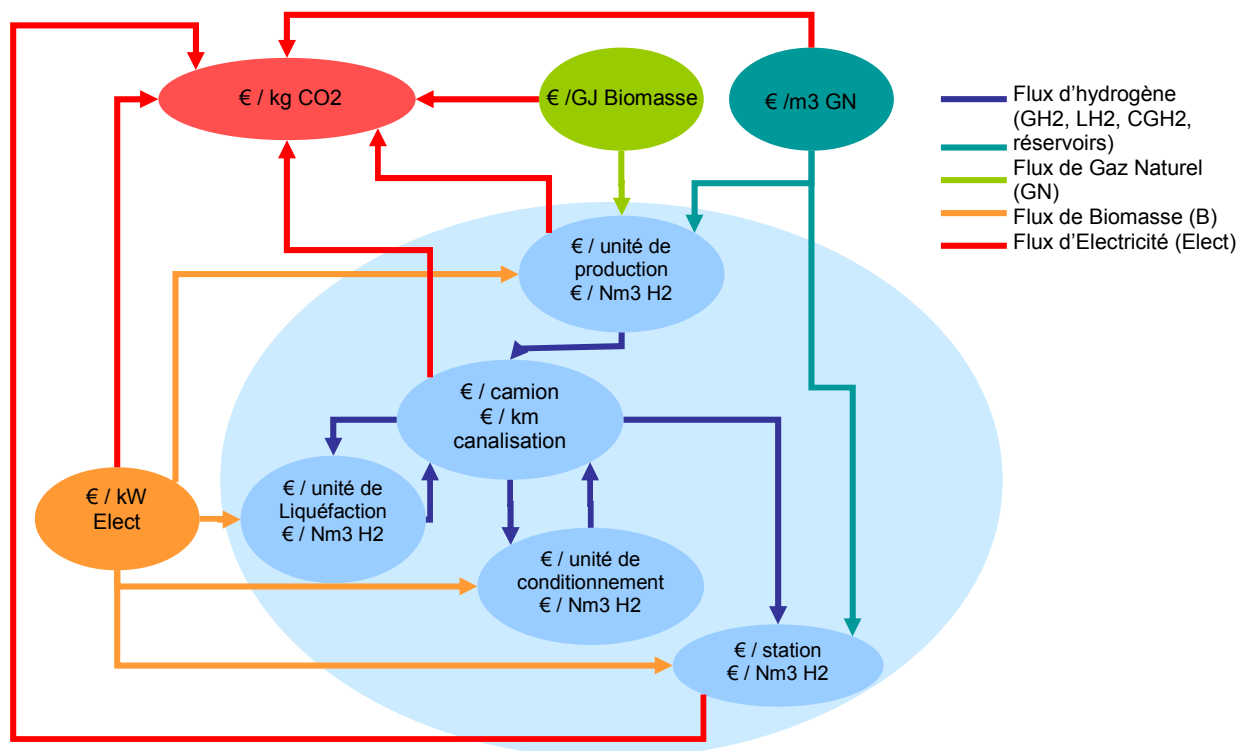 € / kg CO2
€ /GJ Biomasse
€ /m3 GN
Flux d'hydrogène
(GH2, LH2, CGH2,
réservoirs)
Flux de Gaz Naturel
(GN)
Flux de Biomasse (B)
Flux d'Electricité (Elect)
€ / unité de
production
€ / Nm3 H2
€ / camion
€ / km
canalisation
€ / kW
Elect
€ / unité de
Liquéfaction
€ / Nm3 H2
€ / unité de
conditionnement
€ / Nm3 H2
€ / station
€ / Nm3 H2